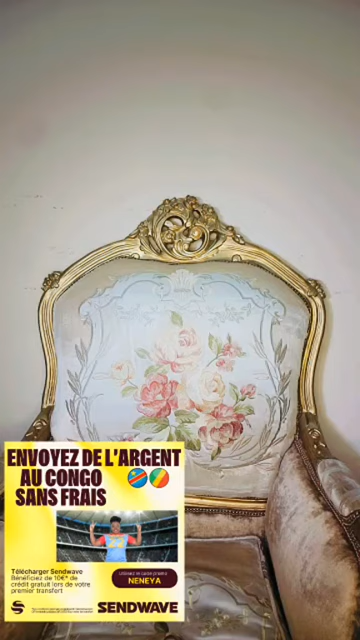 ENVOYEZ DE L'ARGENT
AU CONGO
SANS FRAIS
Télécharger Sendwave
Bénéficiez de 10€* de
crédit gratuit lors de votre
premier transfert
NENEYA
SENDWAVE